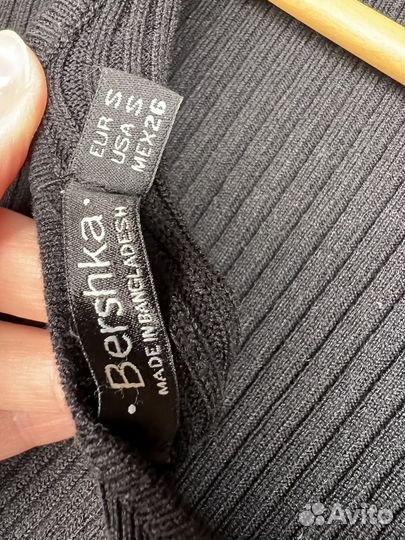 EUR S
USA S
MEX 26
• Bershka •
MADE IN BANGLADESH
Avito